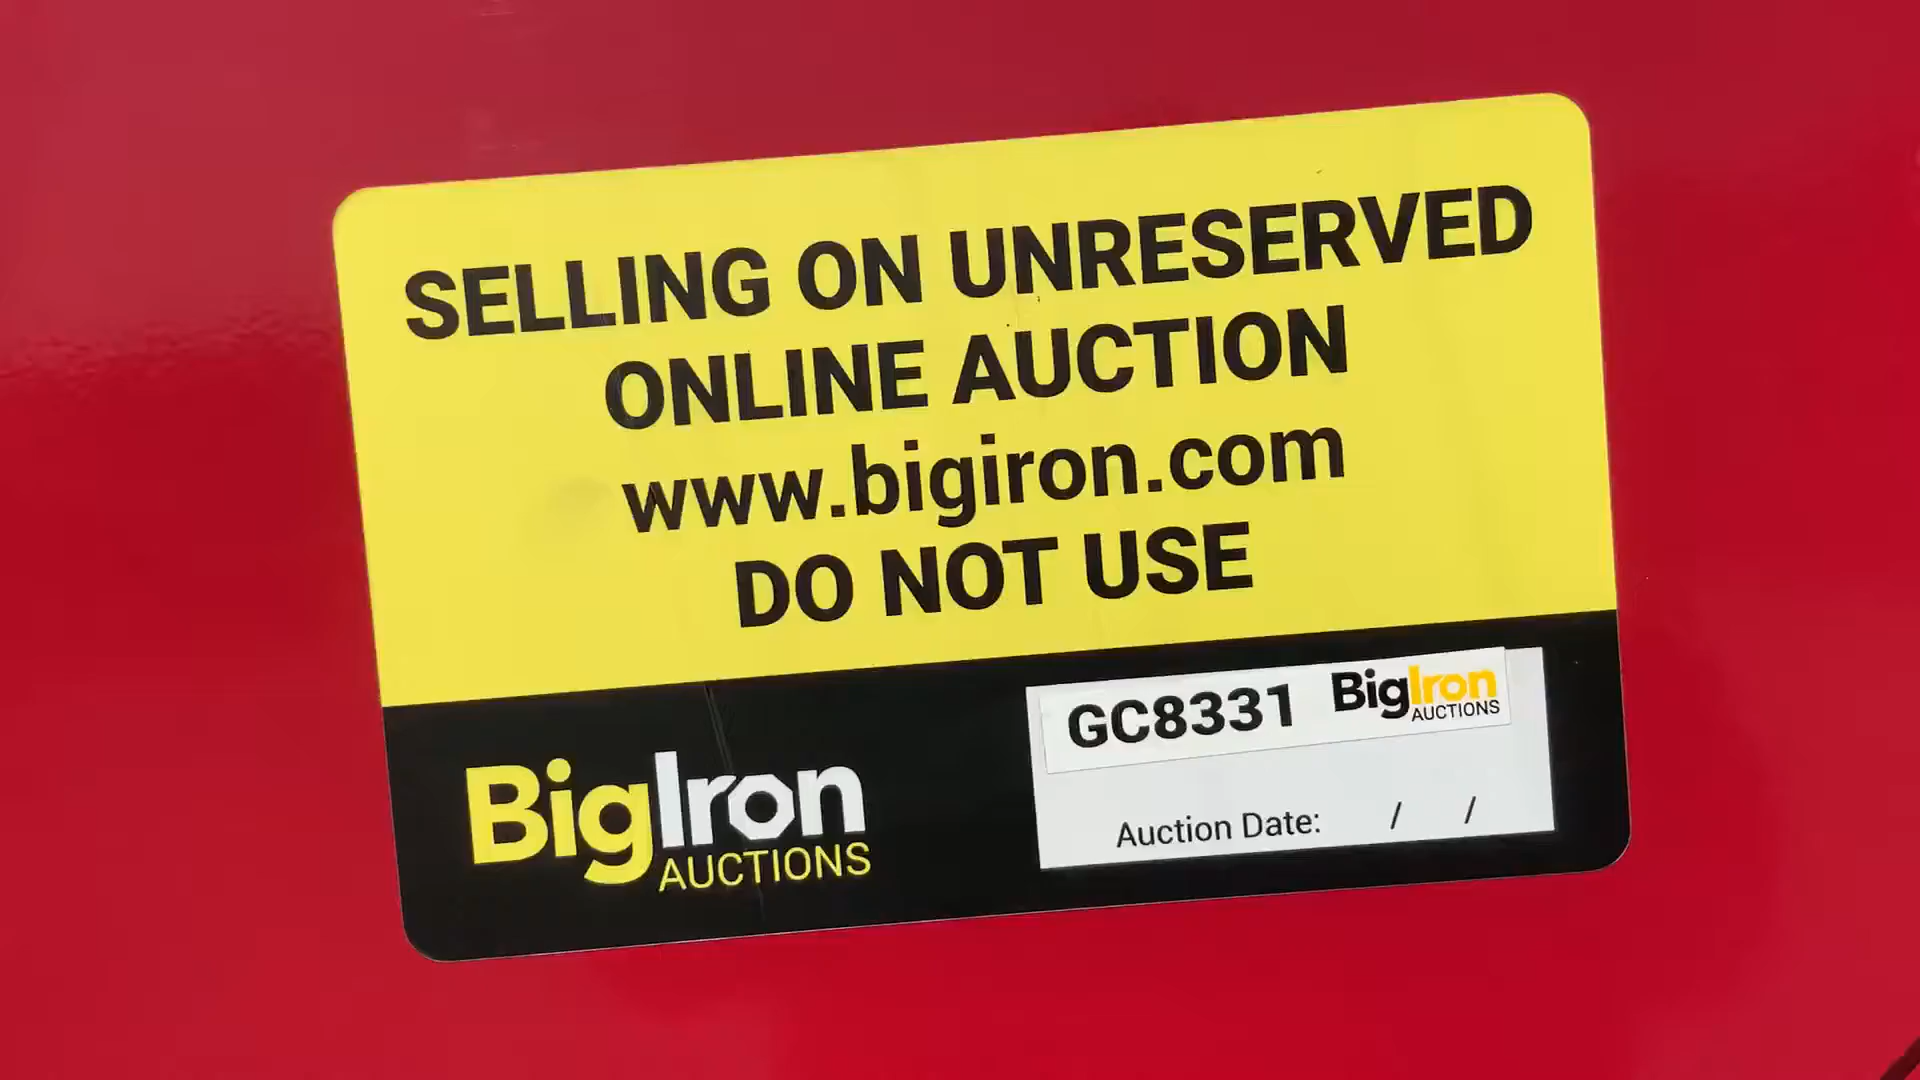 SELLING ON UNRESERVED
ONLINE AUCTION
www.bigiron.com
DO NOT USE
BigIron
AUCTIONS
GC8331 BigIron
AUCTIONS
Auction Date: / /